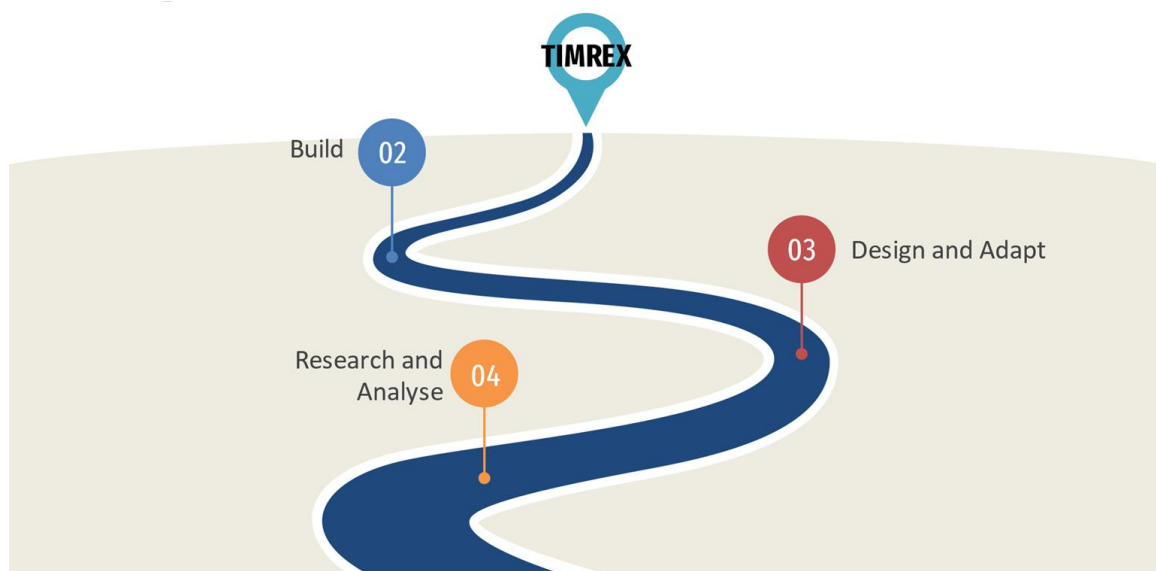 TIMREX
Build
02
03
Design and Adapt
Research and
Analyse
04